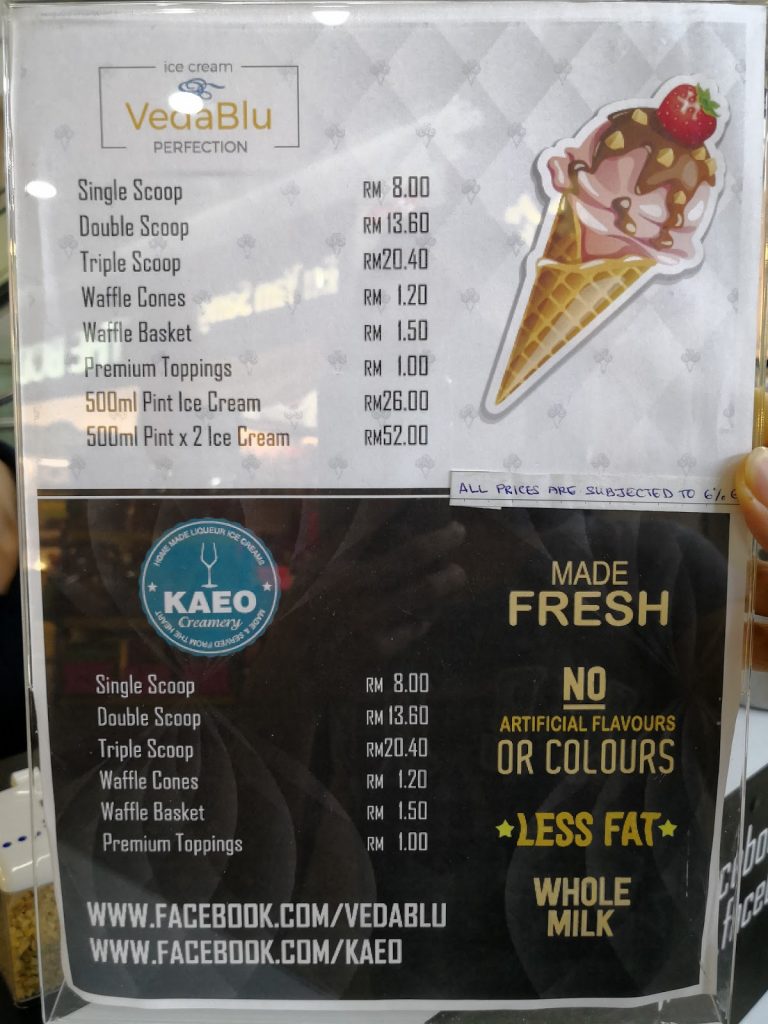 ice cream
VedaBlu
PERFECTION
Single Scoop RM 8.00
Double Scoop RM 13.60
Triple Scoop RM20.40
Waffle Cones RM 1.20
Waffle Basket RM 1.50
Premium Toppings RM 1.00
500ml Pint Ice Cream RM26.00
500ml Pint x 2 Ice Cream RM52.00
ALL PRICES ARE SUBJECTED TO 6%
HOME MADE LIQUEUR ICE CREAMS
KAEO
Creamery
MADE & SERVED FROM THE HEART
MADE
FRESH
NO
ARTIFICIAL FLAVOURS
OR COLOURS
LESS FAT
WHOLE
MILK
Single Scoop RM 8.00
Double Scoop RM 13.60
Triple Scoop RM20.40
Waffle Cones RM 1.20
Waffle Basket RM 1.50
Premium Toppings RM 1.00
WWW.FACEBOOK.COM/VEDABLU
WWW.FACEBOOK.COM/KAEO